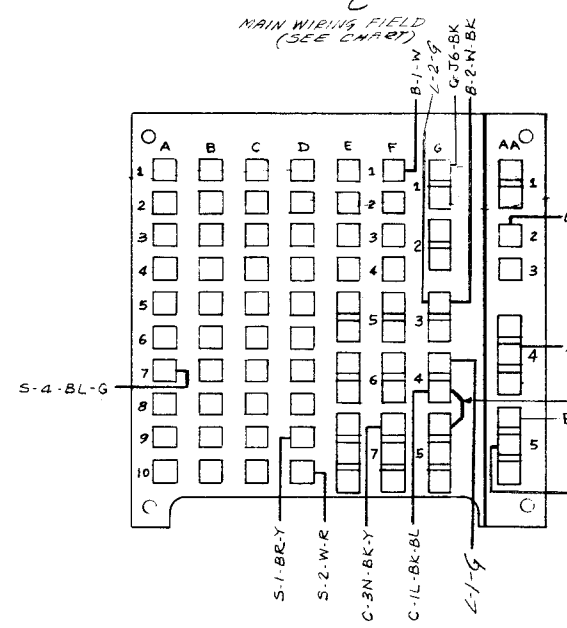 MAIN WIRING FIELD
(SEE CHART)
B-1-W
L-2-G
G-J6-BK
B-2-W-BK
A B C D E F G AA
1 1 1 1
2 2 2 2
3 3 3
4 4
5 5 3
6
7 6 4 4
8
9 7 5 5
10
S-4-BL-G
S-1-BR-Y
S-2-W-R
C-3N-BK-Y
C-1L-BK-BL
L-1-G